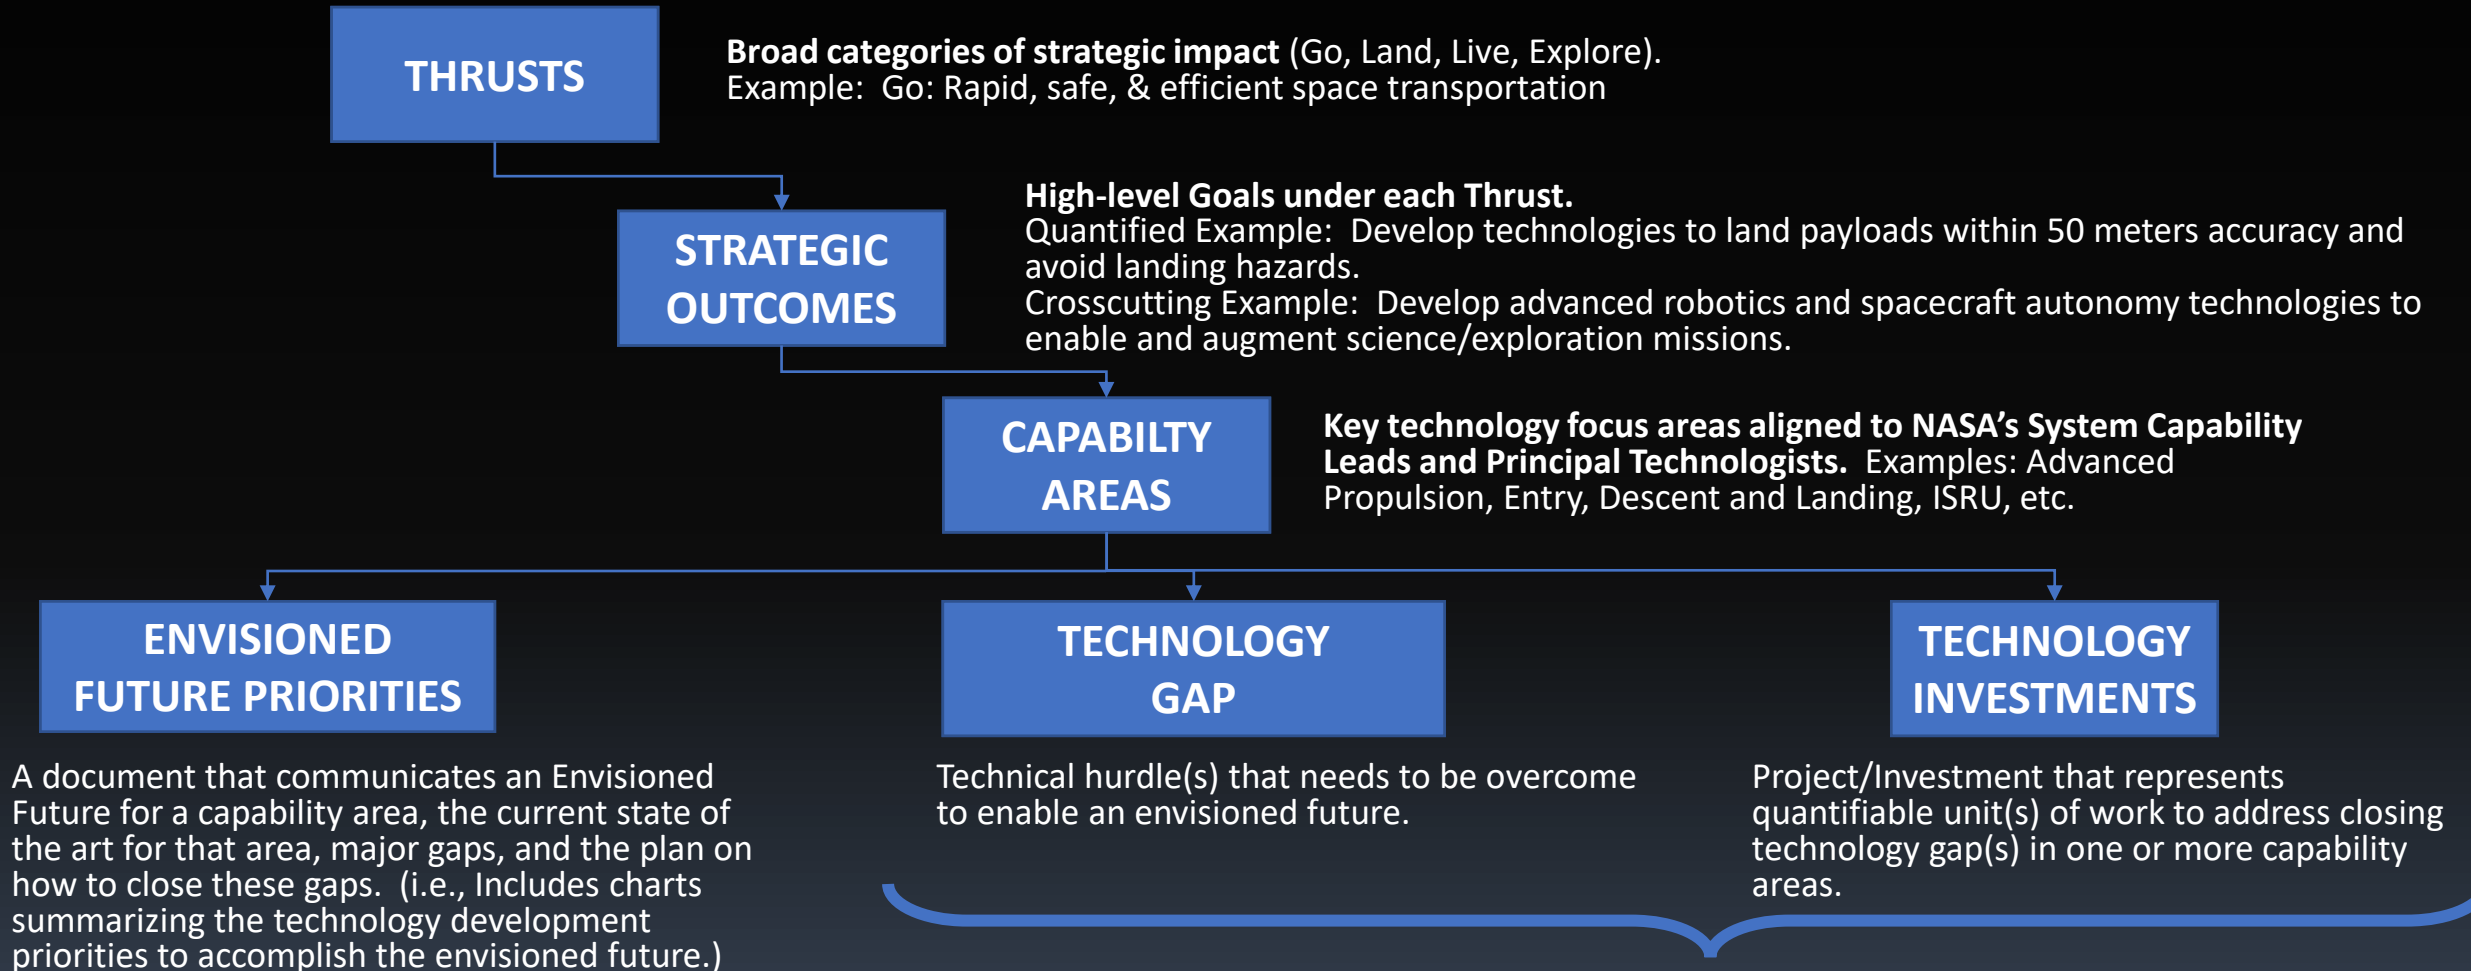 THRUSTS
Broad categories of strategic impact (Go, Land, Live, Explore).
Example:  Go: Rapid, safe, & efficient space transportation
STRATEGIC
OUTCOMES
High-level Goals under each Thrust.
Quantified Example:  Develop technologies to land payloads within 50 meters accuracy and
avoid landing hazards.
Crosscutting Example:  Develop advanced robotics and spacecraft autonomy technologies to
enable and augment science/exploration missions.
CAPABILTY
AREAS
Key technology focus areas aligned to NASA’s System Capability
Leads and Principal Technologists.  Examples: Advanced
Propulsion, Entry, Descent and Landing, ISRU, etc.
ENVISIONED
FUTURE PRIORITIES
A document that communicates an Envisioned
Future for a capability area, the current state of
the art for that area, major gaps, and the plan on
how to close these gaps.  (i.e., Includes charts
summarizing the technology development
priorities to accomplish the envisioned future.)
TECHNOLOGY
GAP
Technical hurdle(s) that needs to be overcome
to enable an envisioned future.
TECHNOLOGY
INVESTMENTS
Project/Investment that represents
quantifiable unit(s) of work to address closing
technology gap(s) in one or more capability
areas.